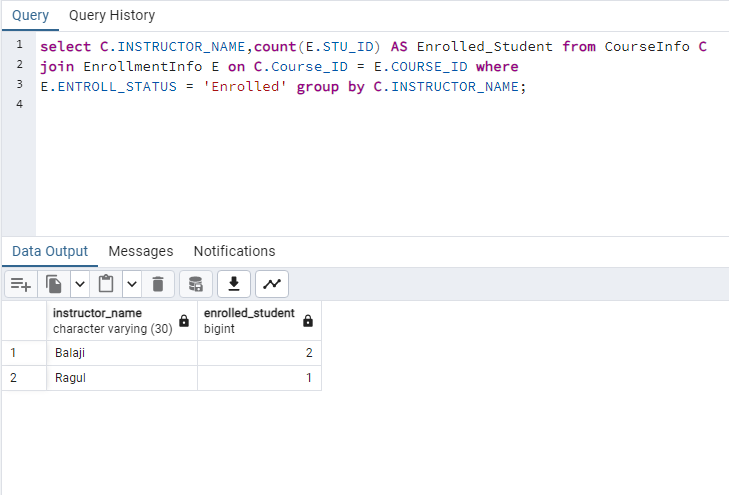 Query Query History
1 select C.INSTRUCTOR_NAME,count(E.STU_ID) AS Enrolled_Student from CourseInfo C
2 join EnrollmentInfo E on C.Course_ID = E.COURSE_ID where
3 E.ENTROLL_STATUS = 'Enrolled' group by C.INSTRUCTOR_NAME;
4
Data Output Messages Notifications
instructor_name enrolled_student
character varying (30) bigint
1 Balaji 2
2 Ragul 1